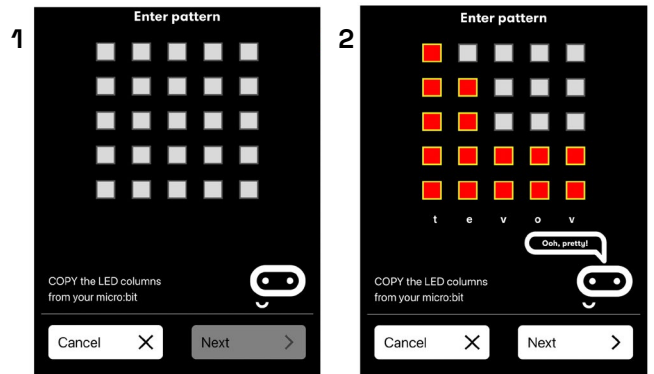 1
Enter pattern
COPY the LED columns
from your micro:bit
Cancel
Next
2
Enter pattern
t e v o v
Ooh, pretty!
COPY the LED columns
from your micro:bit
Cancel
Next